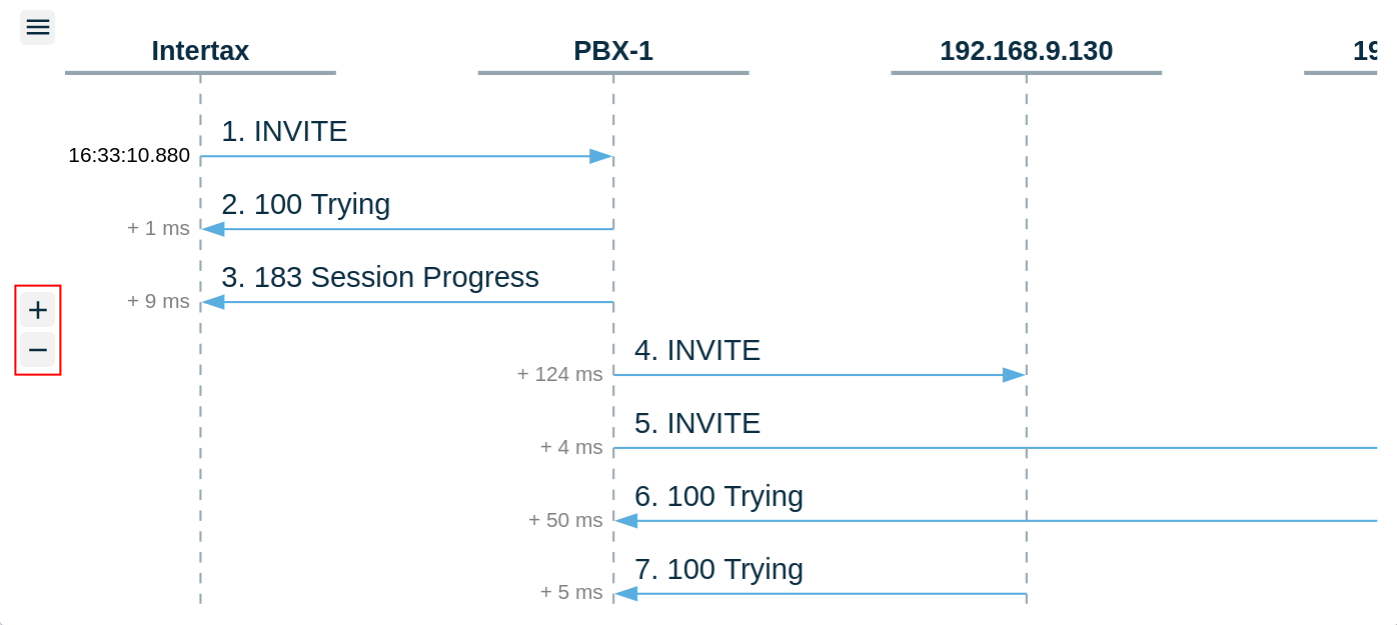 Intertax PBX-1 192.168.9.130 19
1. INVITE
16:33:10.880
2. 100 Trying
+ 1 ms
3. 183 Session Progress
+ 9 ms
+
−
4. INVITE
+ 124 ms
5. INVITE
+ 4 ms
6. 100 Trying
+ 50 ms
7. 100 Trying
+ 5 ms